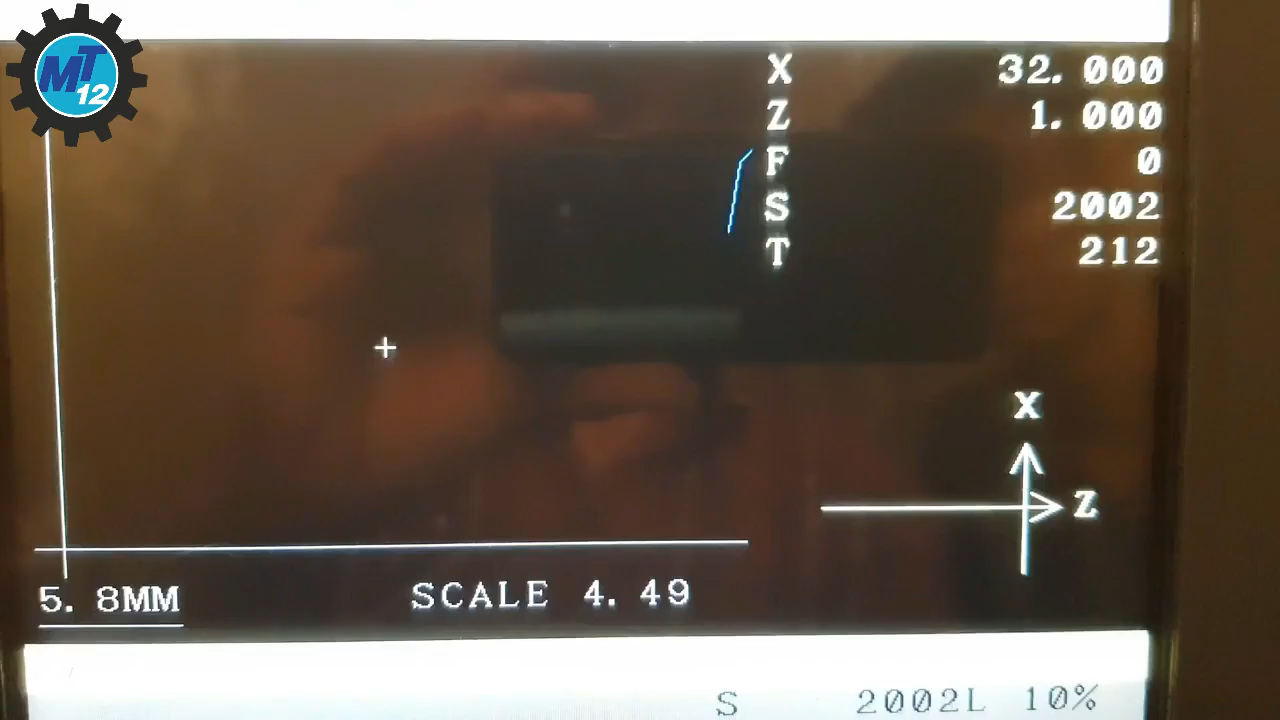 MT
12
X 32.000
Z 1.000
F 0
S 2002
T 212
X
Z
5.8MM
SCALE 4.49
S 2002L 10%